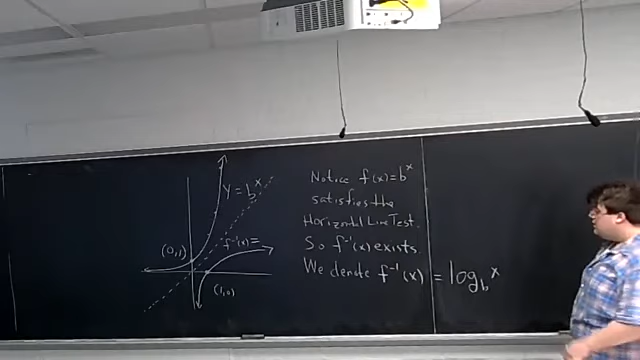 Y = b^x
(0,1)
f^-1(x) =
(1,0)
Notice f(x) = b^x
satisfies the
Horizontal Line Test.
So f^-1(x) exists.
We denote f^-1(x) = log_b x